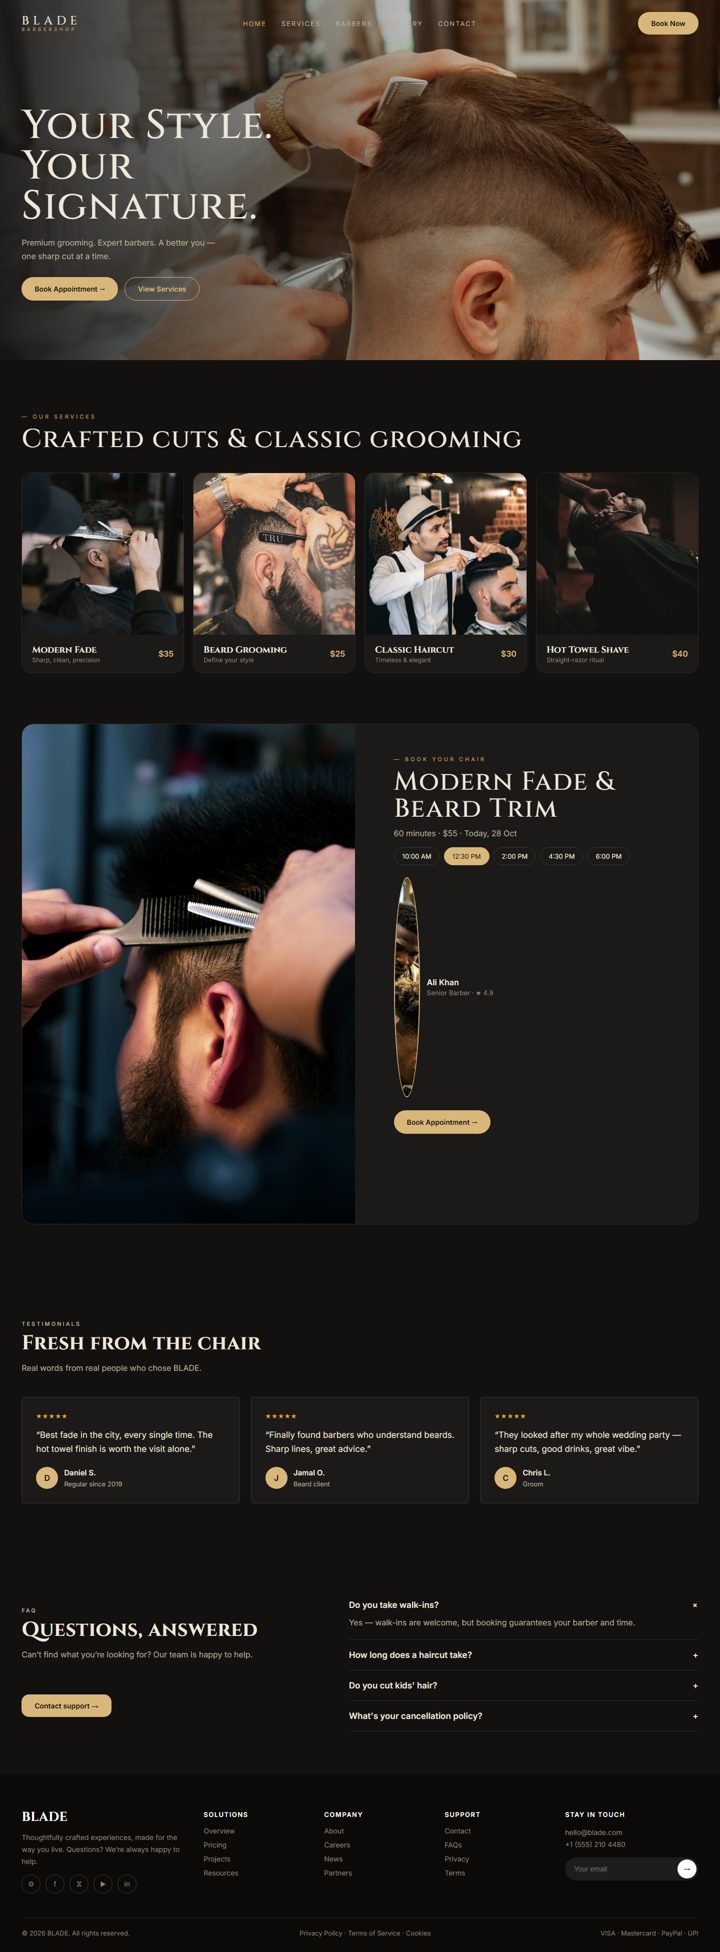 BLADE
BARBERSHOP
HOME
SERVICES
BARBERS
CONTACT
Book Now
Your Style.
Your
Signature.
Premium grooming. Expert barbers. A better you —
one sharp cut at a time.
Book Appointment →
View Services
— OUR SERVICES
Crafted cuts & classic grooming
TRU
Modern Fade
Sharp, clean, precision
$35
Beard Grooming
Define your style
$25
Classic Haircut
Timeless & elegant
$30
Hot Towel Shave
Straight-razor ritual
$40
— BOOK YOUR CHAIR
Modern Fade &
Beard Trim
60 minutes · $55 · Today, 28 Oct
10:00 AM
12:30 PM
2:00 PM
4:30 PM
6:00 PM
Ali Khan
Senior Barber · ★ 4.9
Book Appointment →
TESTIMONIALS
Fresh from the chair
Real words from real people who chose BLADE.
★★★★★
“Best fade in the city, every single time. The
hot towel finish is worth the visit alone.”
D
Daniel S.
Regular since 2019
★★★★★
“Finally found barbers who understand beards.
Sharp lines, great advice.”
J
Jamal O.
Beard client
★★★★★
“They looked after my whole wedding party —
sharp cuts, good drinks, great vibe.”
C
Chris L.
Groom
FAQ
Questions, answered
Can't find what you're looking for? Our team is happy to help.
Contact support →
Do you take walk-ins?
×
Yes — walk-ins are welcome, but booking guarantees your barber and time.
How long does a haircut take?
+
Do you cut kids' hair?
+
What's your cancellation policy?
+
BLADE
Thoughtfully crafted experiences, made for the
way you live. Questions? We're always happy to
help.
f
𝕏
▶
in
SOLUTIONS
Overview
Pricing
Projects
Resources
COMPANY
About
Careers
News
Partners
SUPPORT
Contact
FAQs
Privacy
Terms
STAY IN TOUCH
hello@blade.com
+1 (555) 210 4480
Your email
→
© 2026 BLADE. All rights reserved.
Privacy Policy · Terms of Service · Cookies
VISA · Mastercard · PayPal · UPI